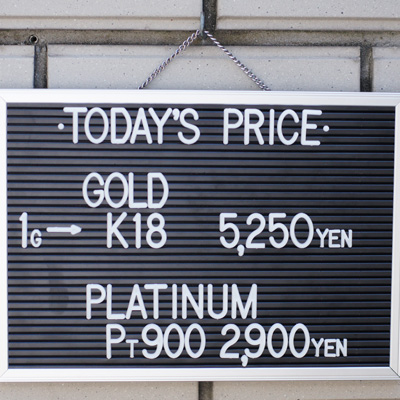 ·TODAY'S PRICE·
GOLD
1G→ K18 5,250YEN
PLATINUM
PT900 2,900YEN